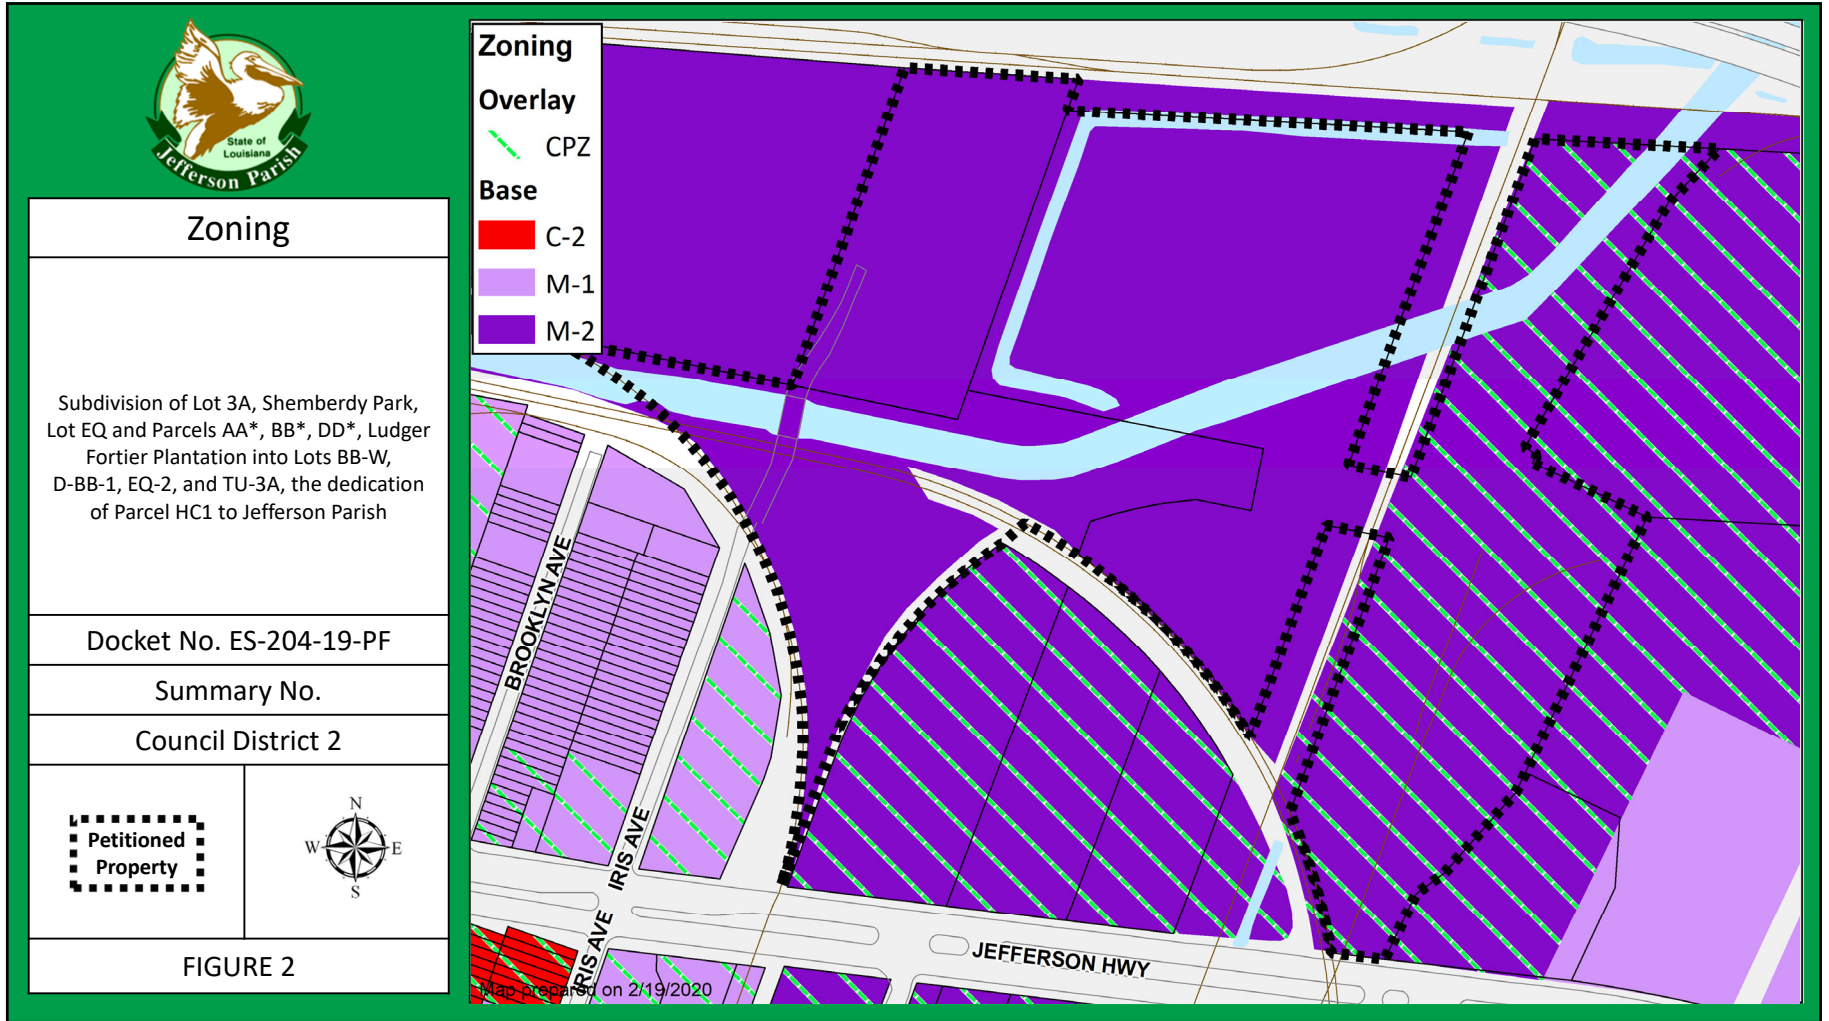 State of
Louisiana
Jefferson Parish
Zoning
Subdivision of Lot 3A, Shemberdy Park,
Lot EQ and Parcels AA*, BB*, DD*, Ludger
Fortier Plantation into Lots BB-W,
D-BB-1, EQ-2, and TU-3A, the dedication
of Parcel HC1 to Jefferson Parish
Docket No. ES-204-19-PF
Summary No.
Council District 2
Petitioned
Property
N
W E
S
FIGURE 2
Zoning
Overlay
CPZ
Base
C-2
M-1
M-2
BROOKLYN AVE
IRIS AVE
IRIS AVE
JEFFERSON HWY
Map prepared on 2/19/2020